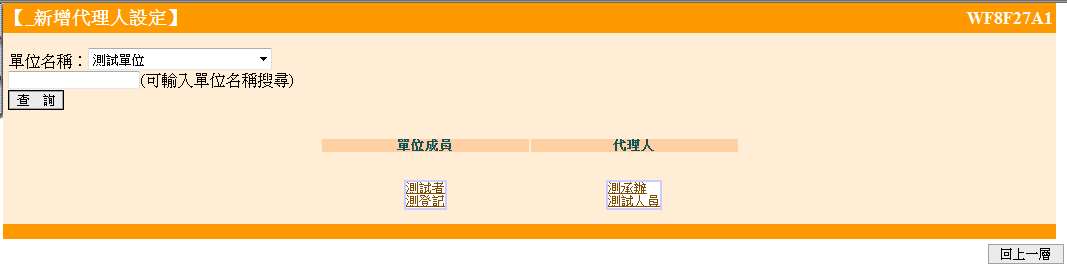 【_新增代理人設定】 WF8F27A1
單位名稱：測試單位
(可輸入單位名稱搜尋)
查 詢
單位成員 代理人
測試者 測承辦
測登記 測試人員
回上一層